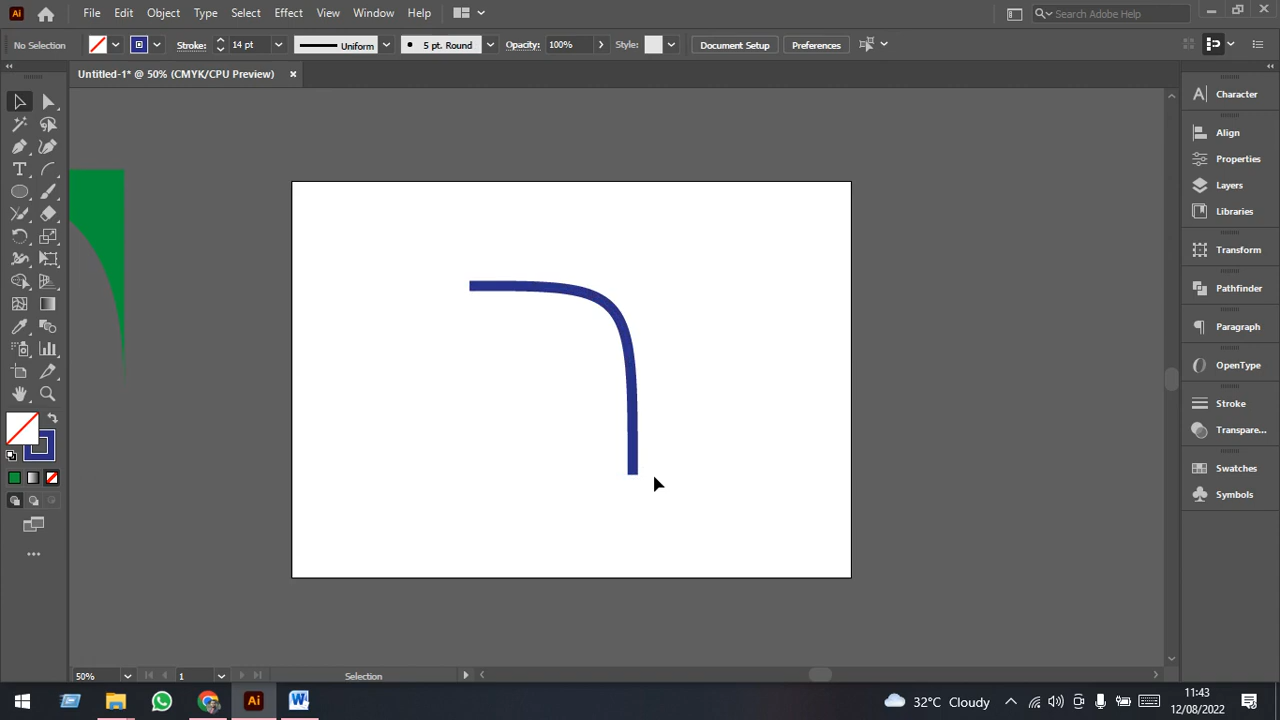 Ai File Edit Object Type Select Effect View Window Help Search Adobe Help
No Selection Stroke: 14 pt Uniform 5 pt. Round Opacity: 100% Style: Document Setup Preferences
Untitled-1* @ 50% (CMYK/CPU Preview)
Character
Align
Properties
Layers
Libraries
Transform
Pathfinder
Paragraph
OpenType
Stroke
Transpare...
Swatches
Symbols
50% 1 Selection
Ai W 32°C Cloudy 11:43
12/08/2022